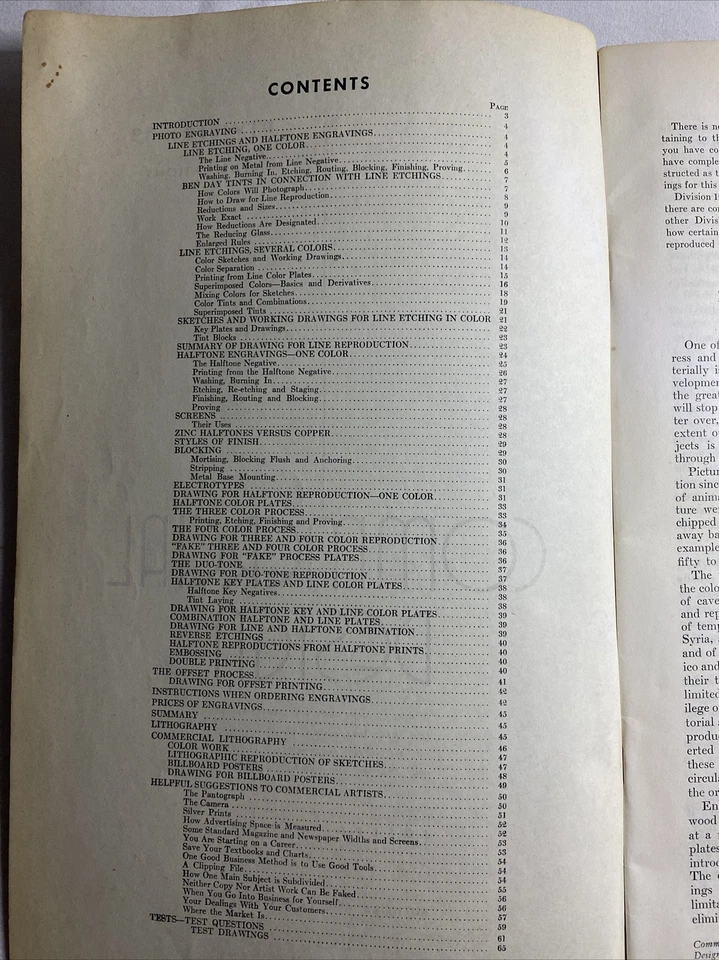 CONTENTS
PAGE
INTRODUCTION 3
PHOTO ENGRAVING 4
LINE ETCHINGS AND HALFTONE ENGRAVINGS 4
LINE ETCHING, ONE COLOR 4
The Line Negative 4
Printing on Metal from Line Negative 5
Washing, Burning In, Etching, Routing, Blocking, Finishing, Proving 6
BEN DAY TINTS IN CONNECTION WITH LINE ETCHINGS 7
How Colors Will Photograph 7
How to Draw for Line Reproduction 8
Reductions and Sizes 9
Work Exact 9
How Reductions Are Designated 10
The Reducing Glass 11
Enlarged Rules 12
LINE ETCHINGS, SEVERAL COLORS 13
Color Sketches and Working Drawings 14
Color Separation 14
Printing from Line Color Plates 15
Superimposed Colors—Basics and Derivatives 16
Mixing Colors for Sketches 18
Color Tints and Combinations 19
Superimposed Tints 21
SKETCHES AND WORKING DRAWINGS FOR LINE ETCHING IN COLOR 21
Key Plates and Drawings 22
Tint Blocks 23
SUMMARY OF DRAWING FOR LINE REPRODUCTION 23
HALFTONE ENGRAVINGS—ONE COLOR 24
The Halftone Negative 25
Printing from the Halftone Negative 26
Washing, Burning In 27
Etching, Re-etching and Staging 27
Finishing, Routing and Blocking 27
Proving 28
SCREENS 28
Their Uses 28
ZINC HALFTONES VERSUS COPPER 28
STYLES OF FINISH 29
BLOCKING 29
Mortising, Blocking Flush and Anchoring 30
Stripping 30
Metal Base Mounting 31
ELECTROTYPES 31
DRAWING FOR HALFTONE REPRODUCTION—ONE COLOR 31
HALFTONE COLOR PLATES 33
THE THREE COLOR PROCESS 33
Printing, Etching, Finishing and Proving 34
THE FOUR COLOR PROCESS 35
DRAWING FOR THREE AND FOUR COLOR REPRODUCTION 36
"FAKE" THREE AND FOUR COLOR PROCESS 36
DRAWING FOR "FAKE" PROCESS PLATES 36
THE DUO-TONE 37
DRAWING FOR DUO-TONE REPRODUCTION 37
HALFTONE KEY PLATES AND LINE COLOR PLATES 38
Halftone Key Negatives 38
Tint Laying 38
DRAWING FOR HALFTONE KEY AND LINE COLOR PLATES 39
COMBINATION HALFTONE AND LINE PLATES 39
DRAWING FOR LINE AND HALFTONE COMBINATION 39
REVERSE ETCHINGS 40
HALFTONE REPRODUCTIONS FROM HALFTONE PRINTS 40
EMBOSSING 40
DOUBLE PRINTING 40
THE OFFSET PROCESS 41
DRAWING FOR OFFSET PRINTING 42
INSTRUCTIONS WHEN ORDERING ENGRAVINGS 42
PRICES OF ENGRAVINGS 45
SUMMARY 45
LITHOGRAPHY 45
COMMERCIAL LITHOGRAPHY 46
COLOR WORK 47
LITHOGRAPHIC REPRODUCTION OF SKETCHES 47
BILLBOARD POSTERS 48
DRAWING FOR BILLBOARD POSTERS 49
HELPFUL SUGGESTIONS TO COMMERCIAL ARTISTS 50
The Pantograph 50
The Camera 51
Silver Prints 52
How Advertising Space is Measured 52
Some Standard Magazine and Newspaper Widths and Screens 53
You Are Starting on a Career 53
Save Your Textbooks and Charts 54
One Good Business Method is to Use Good Tools 54
A Clipping File 54
How One Main Subject is Subdivided 55
Neither Copy Nor Artist Work Can Be Faked 56
When You Go Into Business for Yourself 56
Your Dealings With Your Customers 57
Where the Market Is 59
TESTS—TEST QUESTIONS 61
TEST DRAWINGS 65
There is
taining to
you have
have comple
structed as
ings for this
Division
there are
other Divis
how certain
reproduced
One of
ress and
terially
velopmen
the great
will stop
ter over,
extent
jects is
through
Pictur
tion since
of anim
ture we
chipped
away
example
fifty to
The
the colo
of cave
and rep
of temp
Syria,
and of
ico and
their
limited
ilege
torial
produ
erted
these
circul
the or
En
wood
at a
plates
introd
The
ings
limita
elimi
Comm
Design